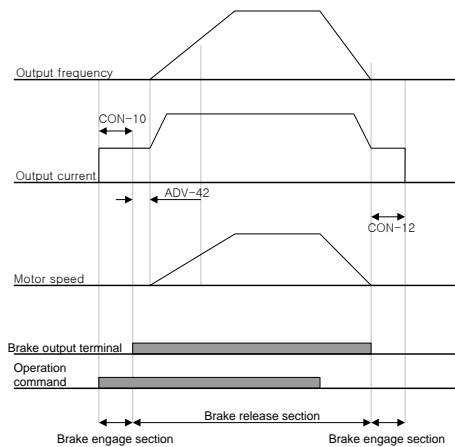 Output frequency
CON-10
Output current
ADV-42
CON-12
Motor speed
Brake output terminal
Operation
command
Brake release section
Brake engage section
Brake engage section